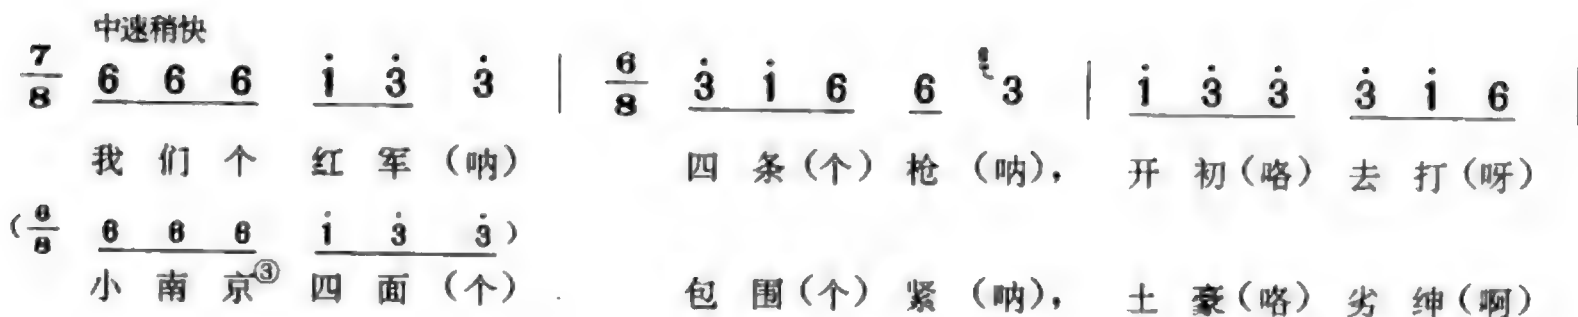 中速稍快
7/8 6 6 6 i̇ 3̇ 3̇ | 6/8 3̇ i̇ 6 6 3 | i̇ 3̇ 3̇ 3̇ i̇ 6 |
我 们 个 红 军 (呐) 四 条 (个) 枪 (呐), 开 初 (咯) 去 打 (呀)
(6/8 6 6 6 i̇ 3̇ 3̇)
小 南 京③ 四 面 (个) 包 围 (个) 紧 (呐), 土 豪 (咯) 劣 绅 (啊)